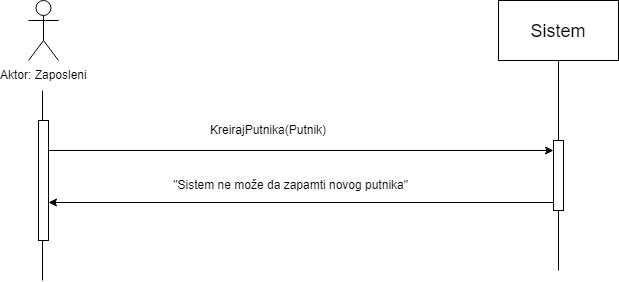 Sistem
Aktor: Zaposleni
KreirajPutnika(Putnik)
"Sistem ne može da zapamti novog putnika"